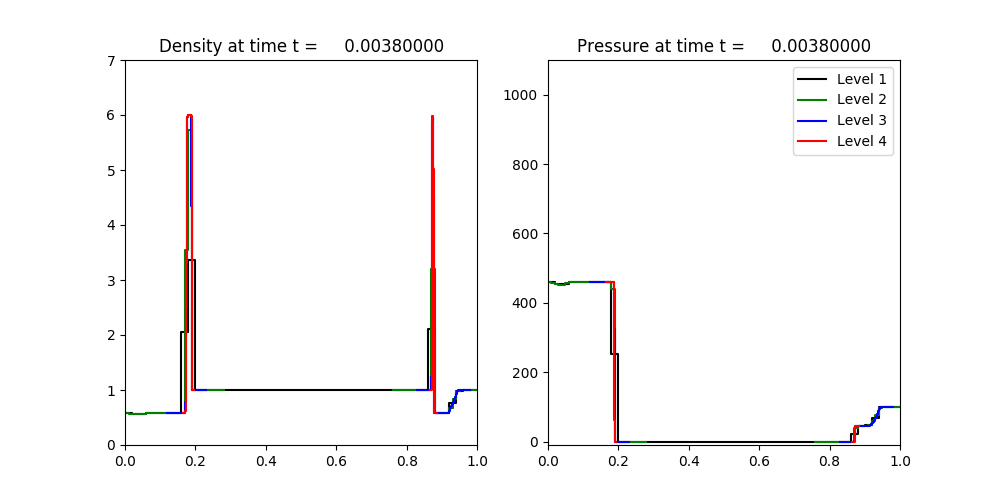 Density at time t = 0.00380000
7
6
5
4
3
2
1
0
0.0 0.2 0.4 0.6 0.8 1.0
Pressure at time t = 0.00380000
Level 1
Level 2
Level 3
Level 4
1000
800
600
400
200
0
0.0 0.2 0.4 0.6 0.8 1.0